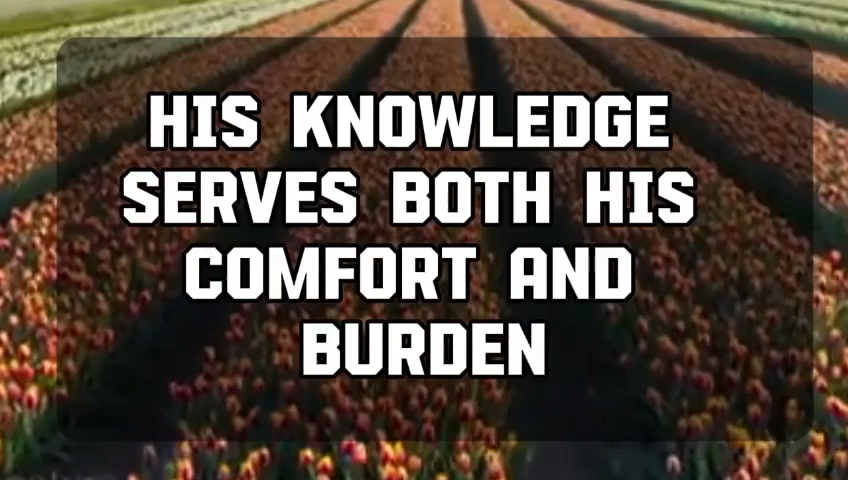 HIS KNOWLEDGE
SERVES BOTH HIS
COMFORT AND
BURDEN